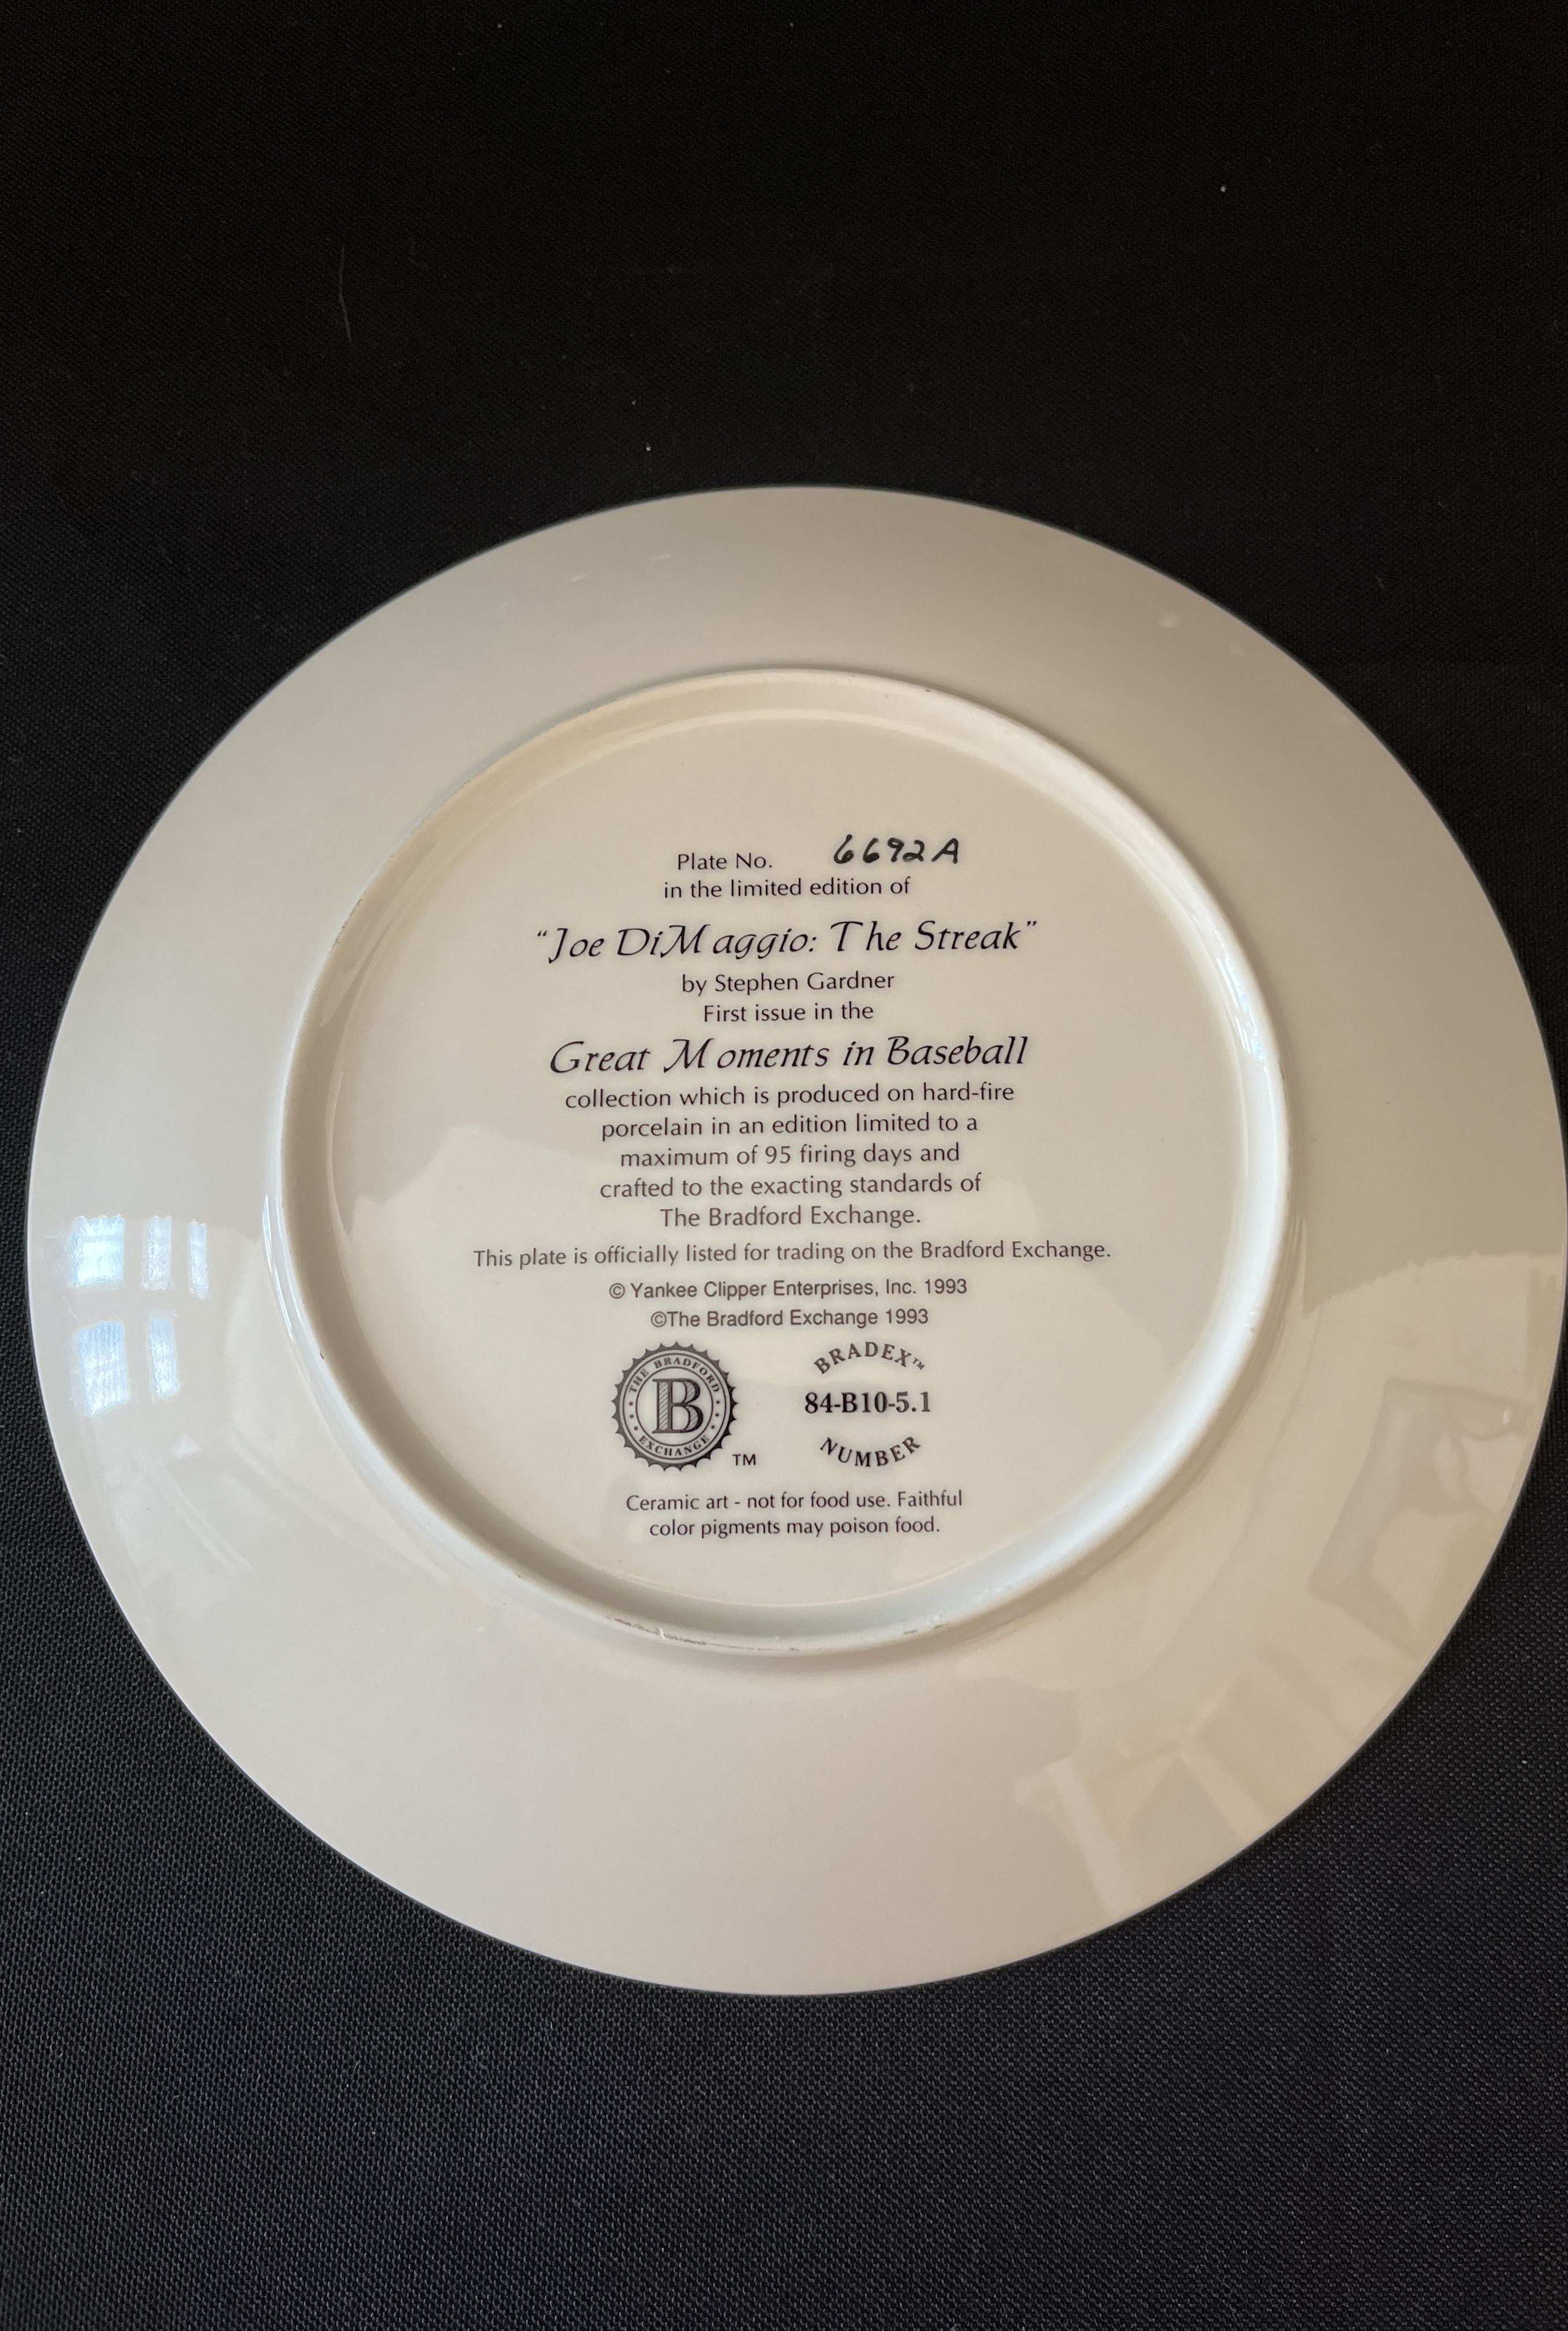 Plate No. 6692A
in the limited edition of
“Joe DiMaggio: The Streak”
by Stephen Gardner
First issue in the
Great Moments in Baseball
collection which is produced on hard-fire
porcelain in an edition limited to a
maximum of 95 firing days and
crafted to the exacting standards of
The Bradford Exchange.
This plate is officially listed for trading on the Bradford Exchange.
© Yankee Clipper Enterprises, Inc. 1993
©The Bradford Exchange 1993
THE BRADFORD
B
EXCHANGE
TM
BRADEX™
84-B10-5.1
NUMBER
Ceramic art - not for food use. Faithful
color pigments may poison food.